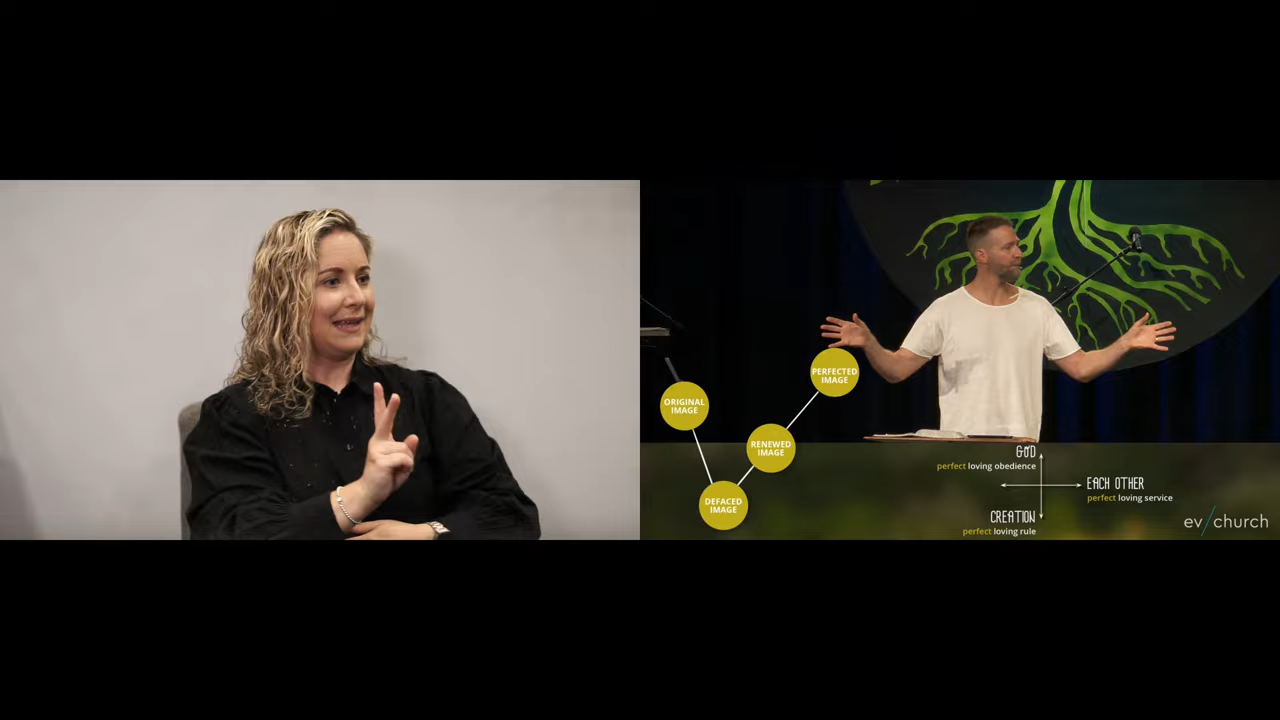 PERFECTED
IMAGE
ORIGINAL
IMAGE
RENEWED
IMAGE
DEFACED
IMAGE
GOD
perfect loving obedience
EACH OTHER
perfect loving service
CREATION
perfect loving rule
ev/church